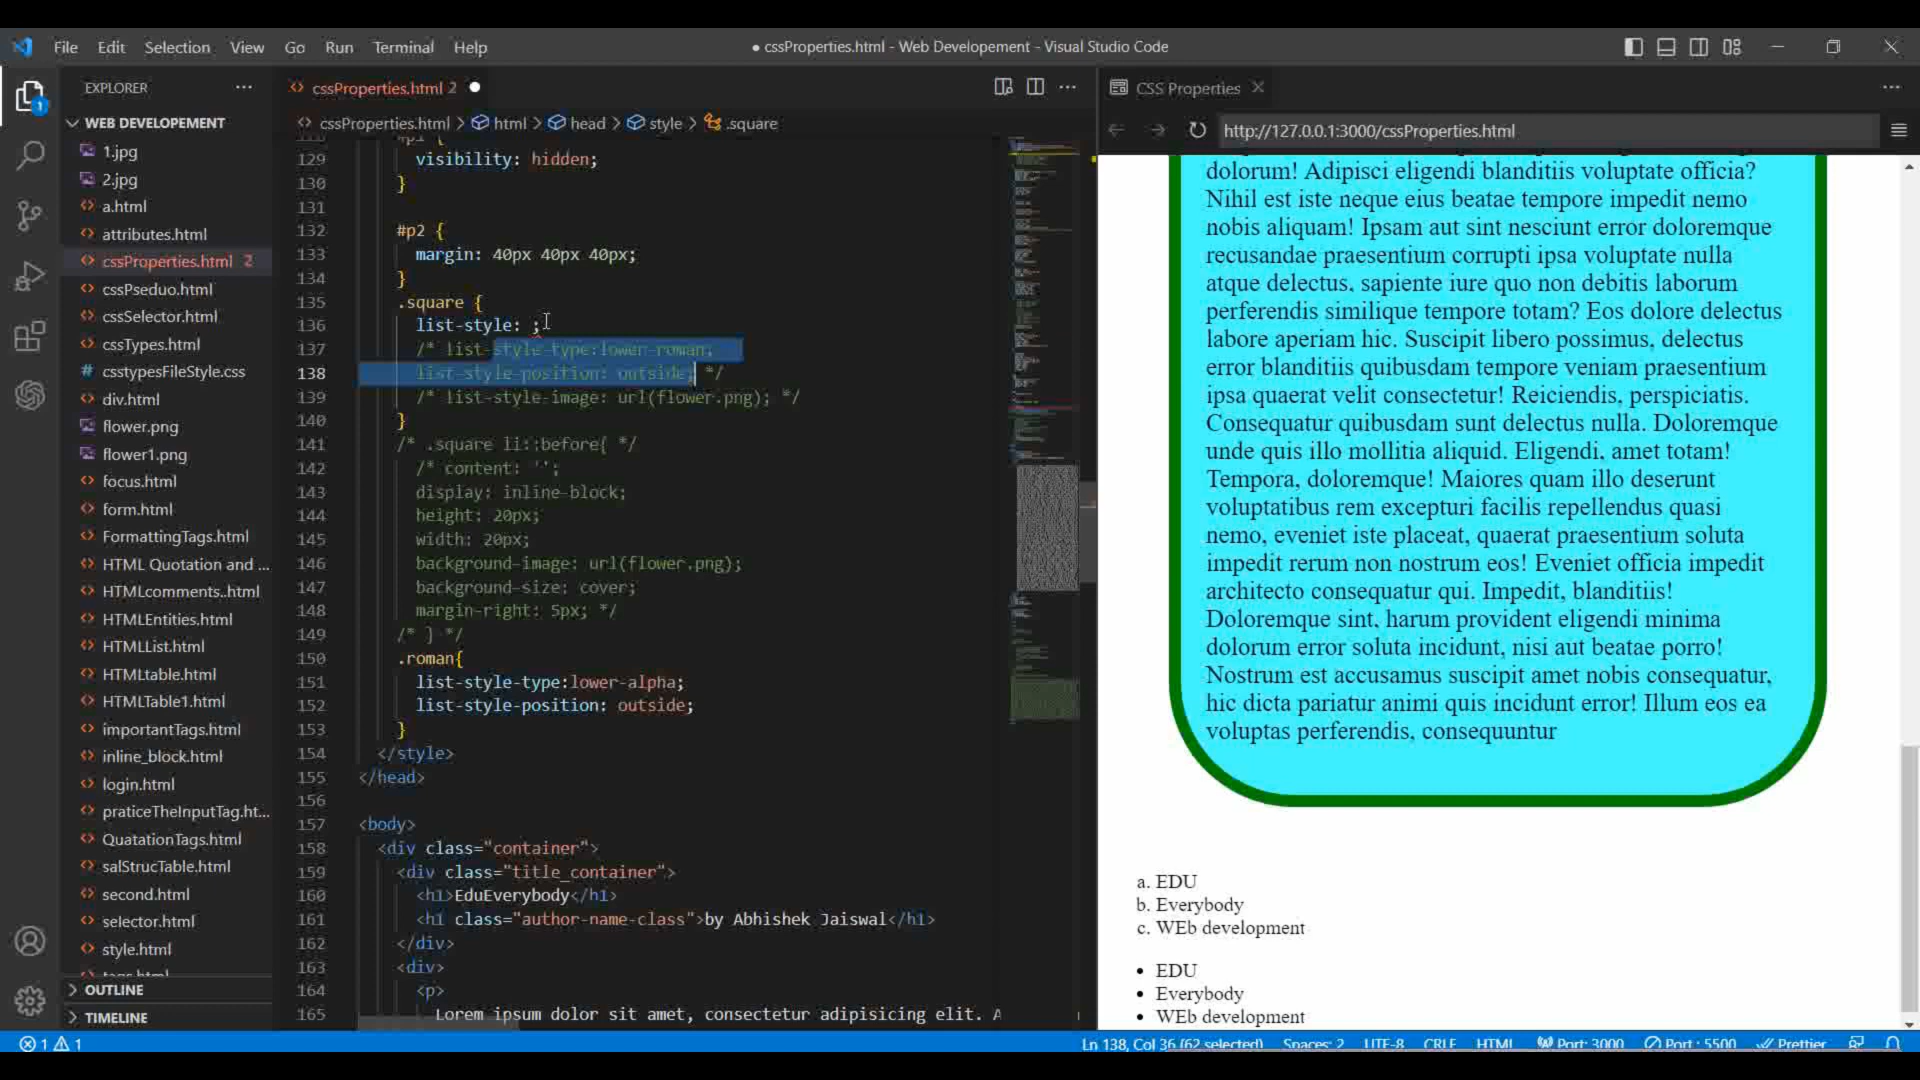 File Edit Selection View Go Run Terminal Help
● cssProperties.html - Web Developement - Visual Studio Code
EXPLORER
WEB DEVELOPEMENT
1.jpg
2.jpg
a.html
attributes.html
cssProperties.html 2
cssPseduo.html
cssSelector.html
cssTypes.html
# csstypesFileStyle.css
div.html
flower.png
flower1.png
focus.html
form.html
FormattingTags.html
HTML Quotation and ...
HTMLcomments..html
HTMLEntities.html
HTMLList.html
HTMLtable.html
HTMLTable1.html
importantTags.html
inline_block.html
login.html
praticeTheInputTag.ht...
QuatationTags.html
salStrucTable.html
second.html
selector.html
style.html
OUTLINE
TIMELINE
cssProperties.html 2 ●
cssProperties.html > html > head > style > .square
129 visibility: hidden;
130 }
131
132 #p2 {
133 margin: 40px 40px 40px;
134 }
135 .square {
136 list-style: ;
137 /* list-style-type:lower-roman;
138 list-style-position: outside; */
139 /* list-style-image: url(flower.png); */
140 }
141 /* .square li::before{ */
142 /* content: '';
143 display: inline-block;
144 height: 20px;
145 width: 20px;
146 background-image: url(flower.png);
147 background-size: cover;
148 margin-right: 5px; */
149 /* } */
150 .roman{
151 list-style-type:lower-alpha;
152 list-style-position: outside;
153 }
154 </style>
155 </head>
156
157 <body>
158 <div class="container">
159 <div class="title_container">
160 <h1>EduEverybody</h1>
161 <h1 class="author-name-class">by Abhishek Jaiswal</h1>
162 </div>
163 <div>
164 <p>
165 Lorem ipsum dolor sit amet, consectetur adipisicing elit. A
CSS Properties
http://127.0.0.1:3000/cssProperties.html
dolorum! Adipisci eligendi blanditiis voluptate officia?
Nihil est iste neque eius beatae tempore impedit nemo
nobis aliquam! Ipsam aut sint nesciunt error doloremque
recusandae praesentium corrupti ipsa voluptate nulla
atque delectus, sapiente iure quo non debitis laborum
perferendis similique tempore totam? Eos dolore delectus
labore aperiam hic. Suscipit libero possimus, delectus
error blanditiis quibusdam tempore veniam praesentium
ipsa quaerat velit consectetur! Reiciendis, perspiciatis.
Consequatur quibusdam sunt delectus nulla. Doloremque
unde quis illo mollitia aliquid. Eligendi, amet totam!
Tempora, doloremque! Maiores quam illo deserunt
voluptatibus rem excepturi facilis repellendus quasi
nemo, eveniet iste placeat, quaerat praesentium soluta
impedit rerum non nostrum eos! Eveniet officia impedit
architecto consequatur qui. Impedit, blanditiis!
Doloremque sint, harum provident eligendi minima
dolorum error soluta incidunt, nisi aut beatae porro!
Nostrum est accusamus suscipit amet nobis consequatur,
hic dicta pariatur animi quis incidunt error! Illum eos ea
voluptas perferendis, consequuntur
a. EDU
b. Everybody
c. WEb development
• EDU
• Everybody
• WEb development
1 1
Ln 138, Col 36 (62 selected) Spaces: 2 UTF-8 CRLF HTML Port: 3000 Port : 5500 Prettier